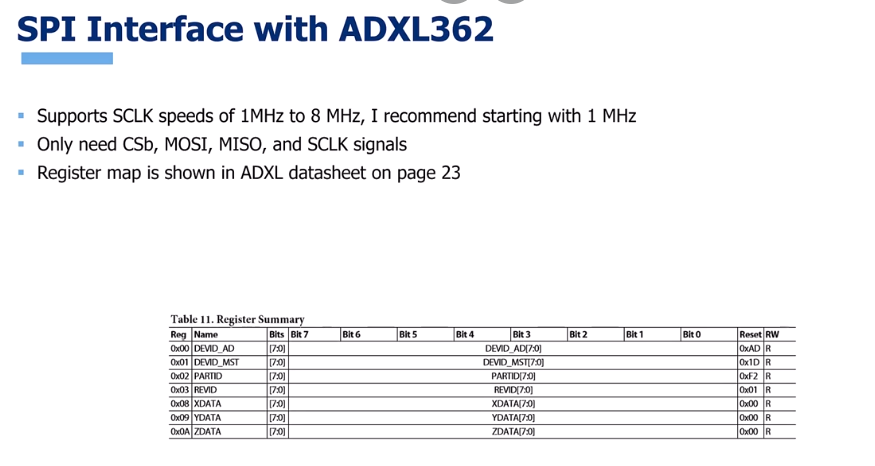 SPI Interface with ADXL362
Supports SCLK speeds of 1MHz to 8 MHz, I recommend starting with 1 MHz
Only need CSb, MOSI, MISO, and SCLK signals
Register map is shown in ADXL datasheet on page 23
Table 11. Register Summary
Reg Name Bits Bit 7 Bit 6 Bit 5 Bit 4 Bit 3 Bit 2 Bit 1 Bit 0 Reset RW
0x00 DEVID_AD [7:0] DEVID_AD[7:0] 0xAD R
0x01 DEVID_MST [7:0] DEVID_MST[7:0] 0x1D R
0x02 PARTID [7:0] PARTID[7:0] 0xF2 R
0x03 REVID [7:0] REVID[7:0] 0x01 R
0x08 XDATA [7:0] XDATA[7:0] 0x00 R
0x09 YDATA [7:0] YDATA[7:0] 0x00 R
0x0A ZDATA [7:0] ZDATA[7:0] 0x00 R